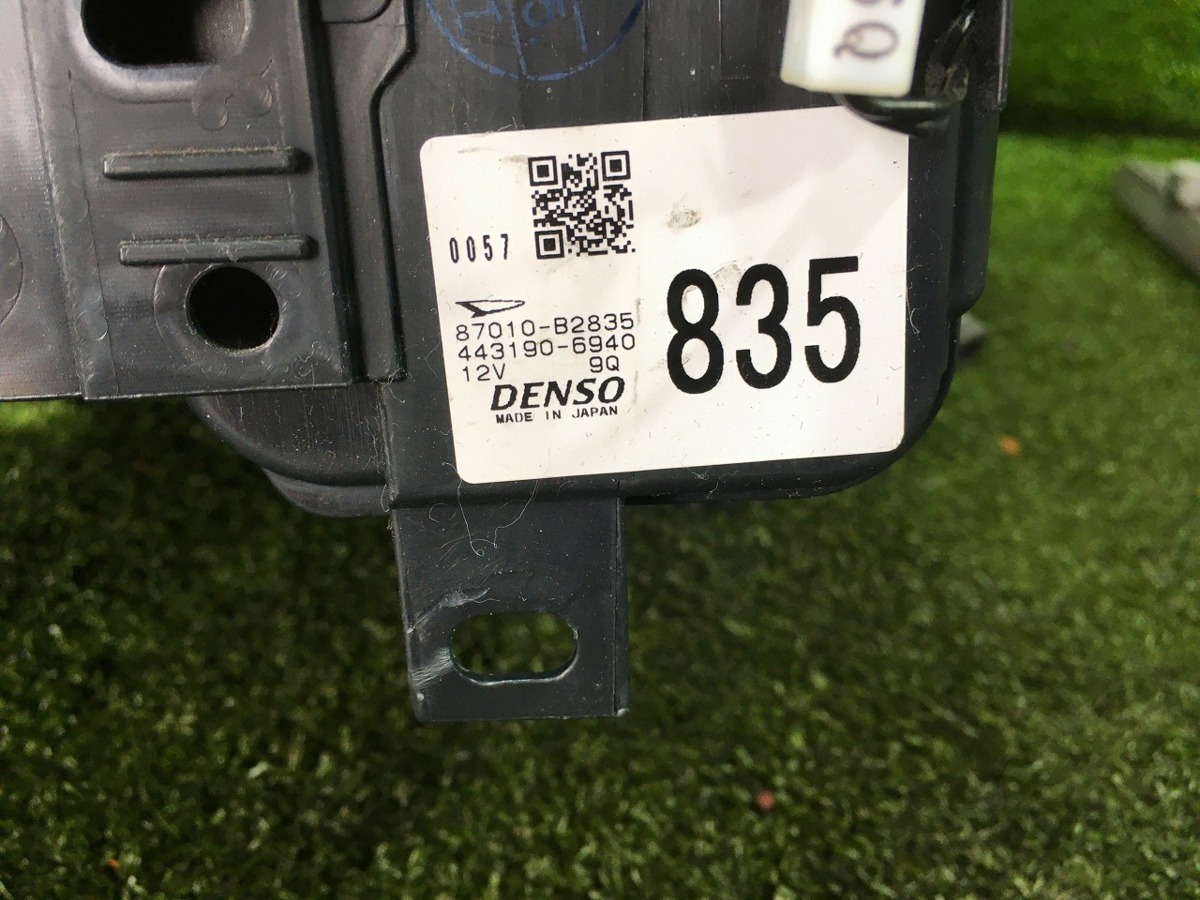 0057
87010-B2835
443190-6940
12V 9Q
DENSO
MADE IN JAPAN
835